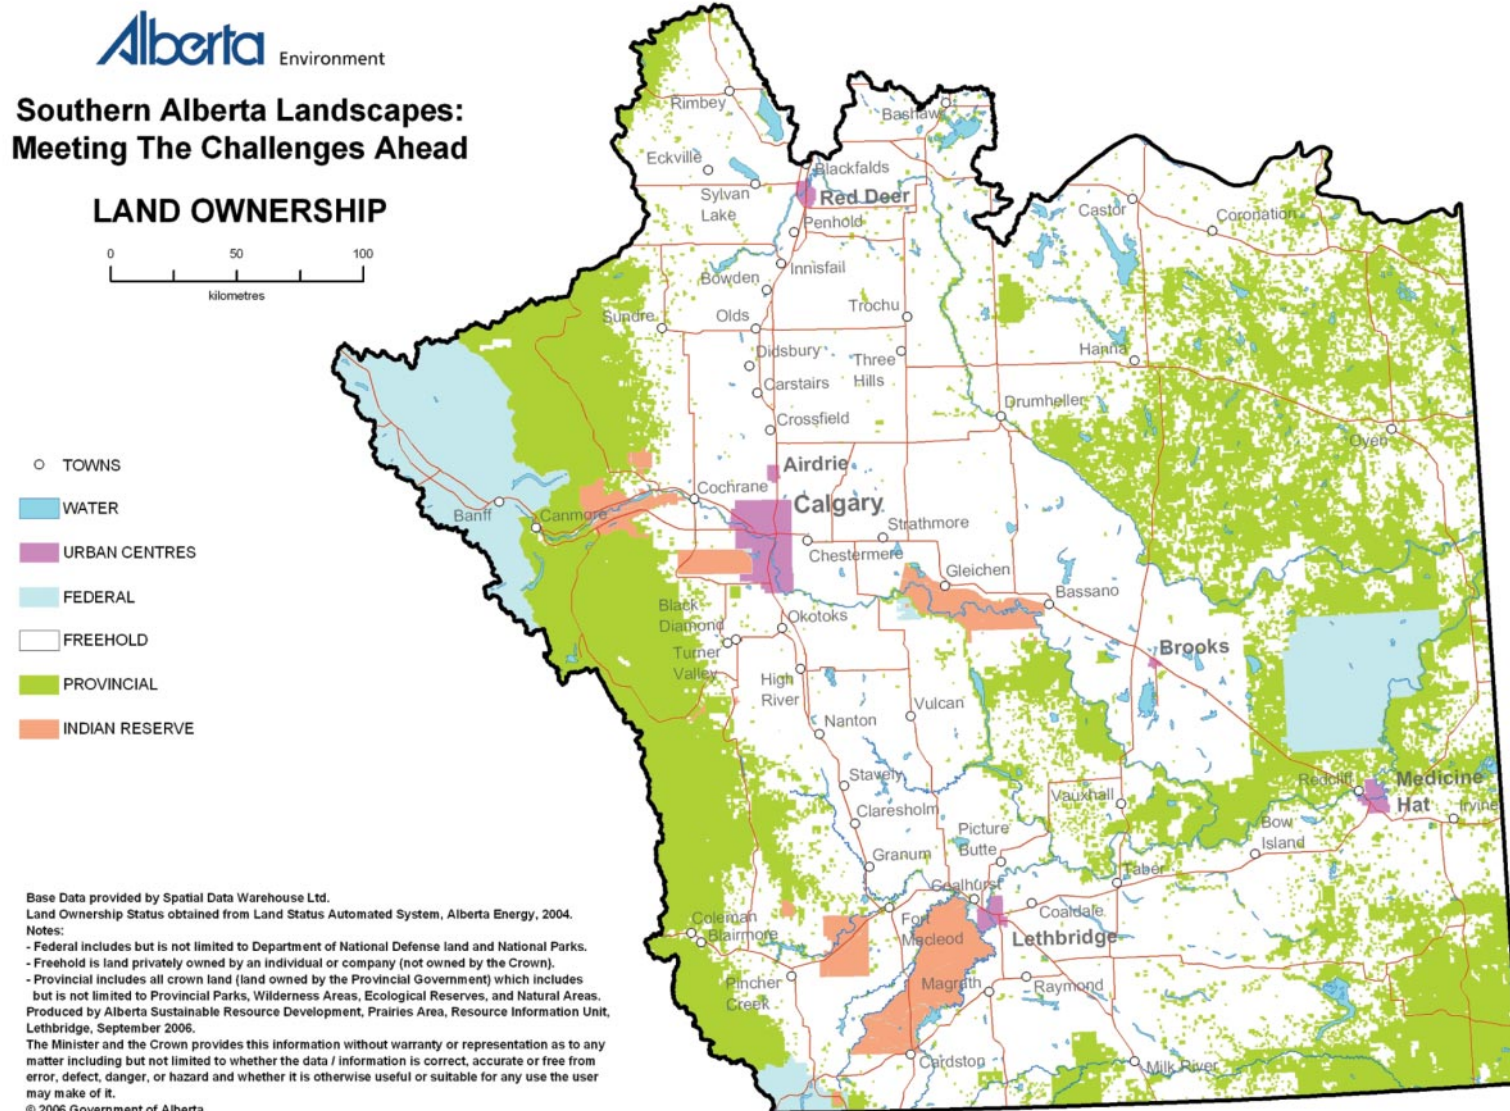 Alberta Environment
Southern Alberta Landscapes:
Meeting The Challenges Ahead
LAND OWNERSHIP
0 50 100
kilometres
TOWNS
WATER
URBAN CENTRES
FEDERAL
FREEHOLD
PROVINCIAL
INDIAN RESERVE
Rimbey
Bashaw
Eckville
Blackfalds
Sylvan
Lake
Red Deer
Penhold
Castor
Coronation
Innisfail
Bowden
Sundre
Olds
Trochu
Didsbury
Three
Hills
Hanna
Carstairs
Drumheller
Crossfield
Oyen
Airdrie
Cochrane
Calgary
Banff
Canmore
Strathmore
Chestermere
Gleichen
Bassano
Black
Diamond
Okotoks
Turner
Valley
Brooks
High
River
Vulcan
Nanton
Stavely
Redcliff
Medicine
Hat
Vauxhall
Irvine
Claresholm
Picture
Butte
Bow
Island
Granum
Taber
Coalhurst
Coaldale
Coleman
Blairmore
Fort
Macleod
Lethbridge
Pincher
Creek
Magrath
Raymond
Cardston
Milk River
Base Data provided by Spatial Data Warehouse Ltd.
Land Ownership Status obtained from Land Status Automated System, Alberta Energy, 2004.
Notes:
- Federal includes but is not limited to Department of National Defense land and National Parks.
- Freehold is land privately owned by an individual or company (not owned by the Crown).
- Provincial includes all crown land (land owned by the Provincial Government) which includes
but is not limited to Provincial Parks, Wilderness Areas, Ecological Reserves, and Natural Areas.
Produced by Alberta Sustainable Resource Development, Prairies Area, Resource Information Unit,
Lethbridge, September 2006.
The Minister and the Crown provides this information without warranty or representation as to any
matter including but not limited to whether the data / information is correct, accurate or free from
error, defect, danger, or hazard and whether it is otherwise useful or suitable for any use the user
may make of it.
© 2006 Government of Alberta